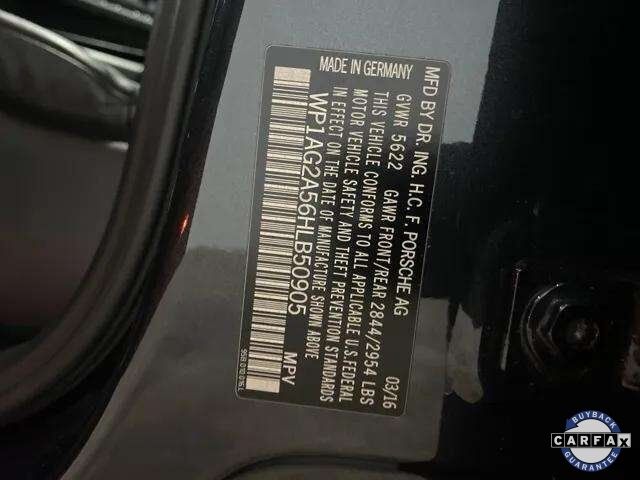 MFD BY DR. ING. H.C. F. PORSCHE AG
GVWR 5622 GAWR FRONT/REAR 2844/2954 LBS 03/16
THIS VEHICLE CONFORMS TO ALL APPLICABLE U.S. FEDERAL
MOTOR VEHICLE SAFETY AND THEFT PREVENTION STANDARDS
IN EFFECT ON THE DATE OF MANUFACTURE SHOWN ABOVE
MADE IN GERMANY
WP1AG2A56HLB50905 MPV
BUYBACK
CARFAX
GUARANTEE